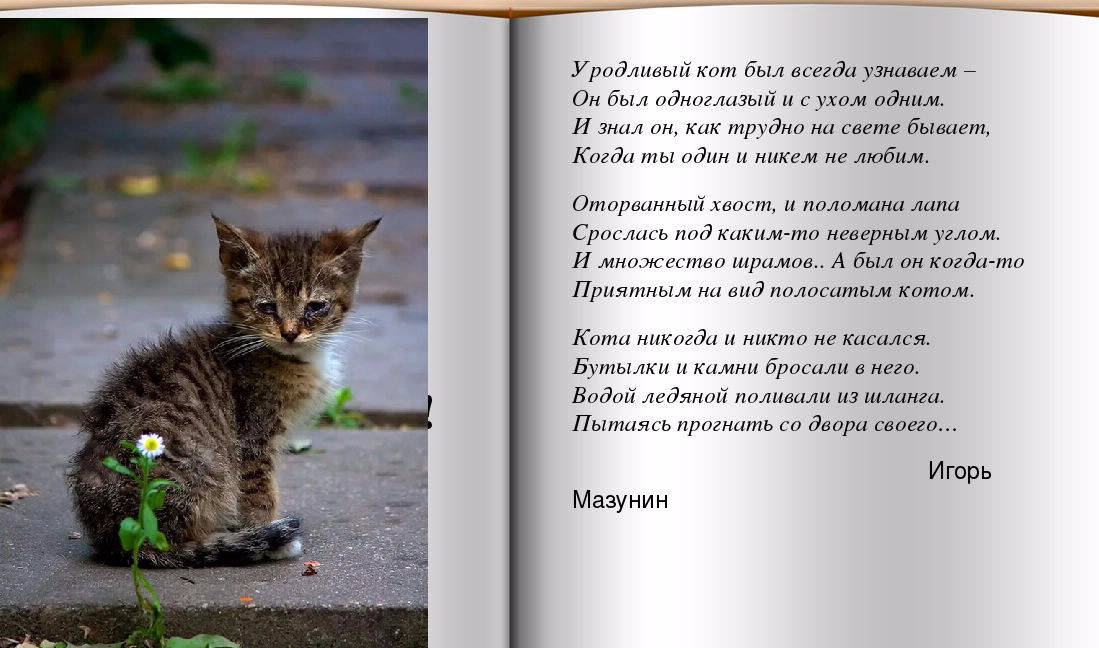 Уродливый кот был всегда узнаваем –
Он был одноглазый и с ухом одним.
И знал он, как трудно на свете бывает,
Когда ты один и никем не любим.
Оторванный хвост, и поломана лапа
Срослась под каким-то неверным углом.
И множество шрамов.. А был он когда-то
Приятным на вид полосатым котом.
Кота никогда и никто не касался.
Бутылки и камни бросали в него.
Водой ледяной поливали из шланга.
Пытаясь прогнать со двора своего…
Игорь
Мазунин
!